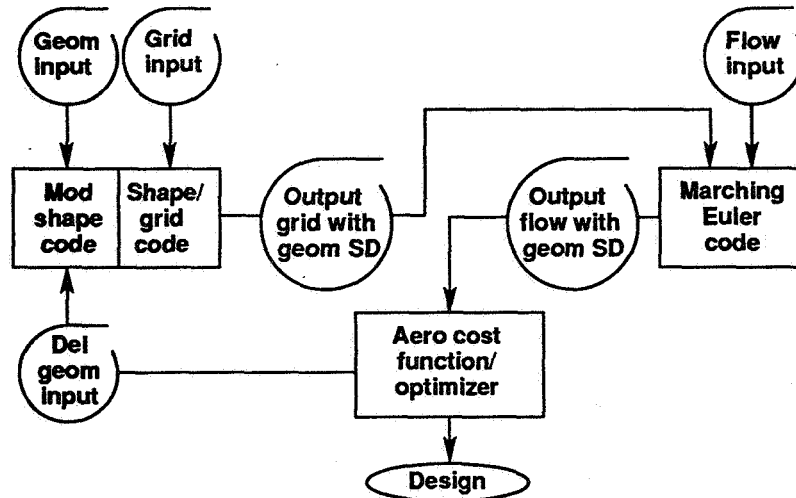 Geom
input
Grid
input
Flow
input
Mod
shape
code
Shape/
grid
code
Output
grid with
geom SD
Output
flow with
geom SD
Marching
Euler
code
Del
geom
input
Aero cost
function/
optimizer
Design